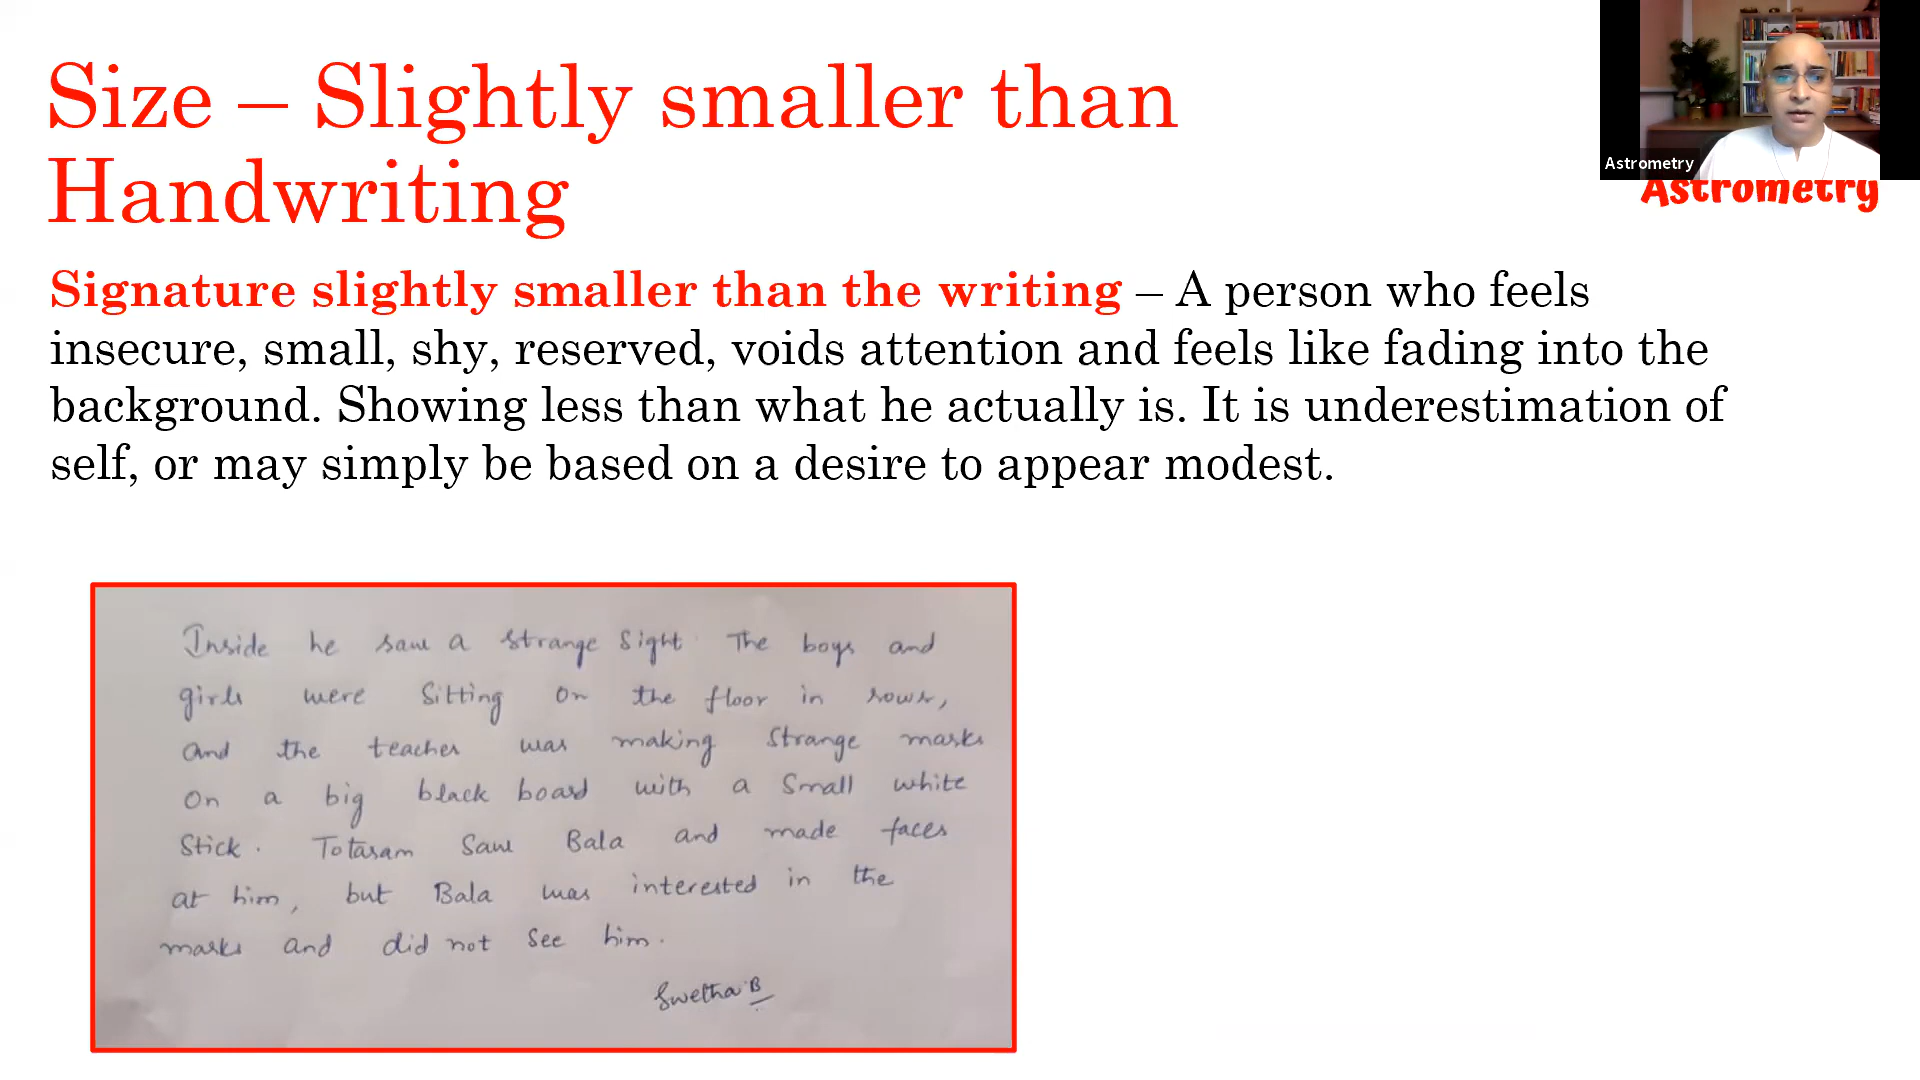 Size – Slightly smaller than
Handwriting
Astrometry
Astrometry
Signature slightly smaller than the writing – A person who feels
insecure, small, shy, reserved, voids attention and feels like fading into the
background. Showing less than what he actually is. It is underestimation of
self, or may simply be based on a desire to appear modest.
Inside he saw a strange Sight. The boys and
girls were Sitting on the floor in rows,
and the teacher was making Strange marks
On a big black board with a Small white
Stick. Totaram Saw Bala and made faces
at him, but Bala was interested in the
marks and did not See him.
Swetha B